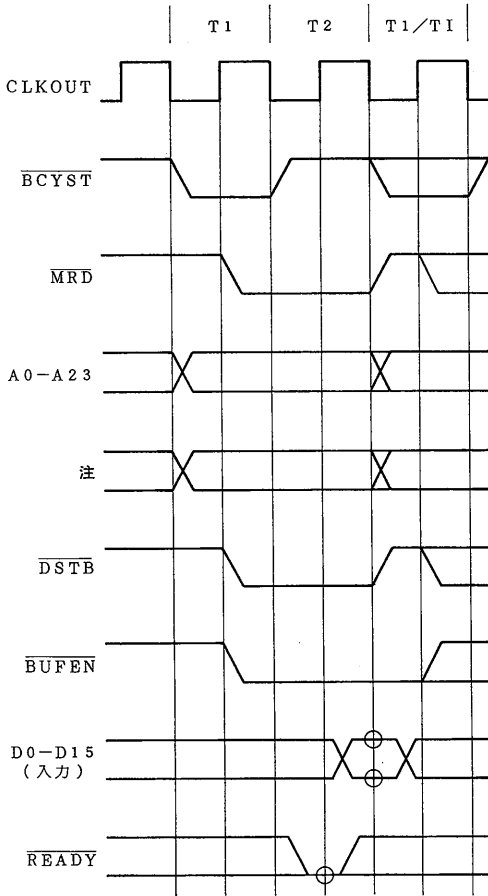 T1 T2 T1/TI
CLKOUT
BCYST
MRD
A0-A23
注
DSTB
BUFEN
D0-D15
(入力)
READY